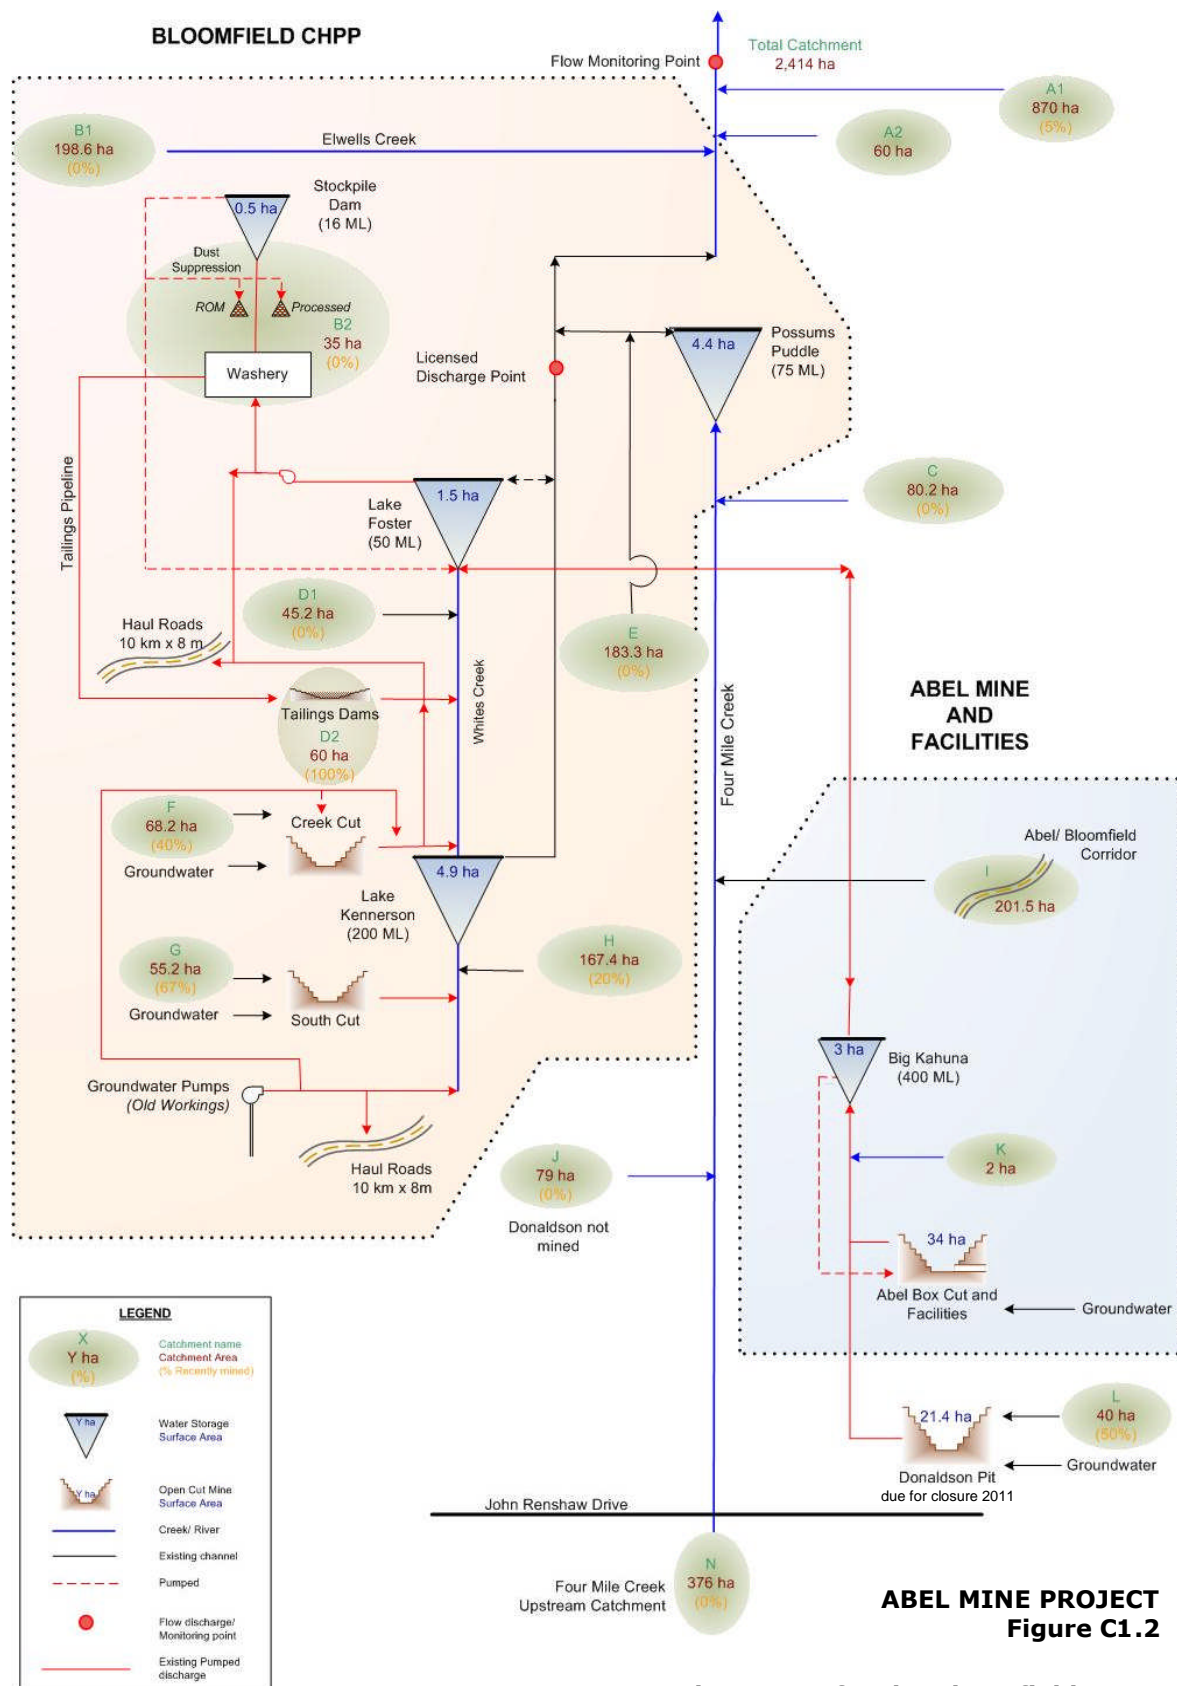 BLOOMFIELD CHPP
Total Catchment
2,414 ha
Flow Monitoring Point
A1
870 ha
(5%)
B1
198.6 ha
(0%)
Elwells Creek
A2
60 ha
Stockpile
Dam
(16 ML)
0.5 ha
Dust
Suppression
ROM
Processed
B2
35 ha
(0%)
Washery
Licensed
Discharge Point
4.4 ha
Possums
Puddle
(75 ML)
C
80.2 ha
(0%)
Tailings Pipeline
1.5 ha
Lake
Foster
(50 ML)
D1
45.2 ha
(0%)
Haul Roads
10 km x 8 m
E
183.3 ha
(0%)
Whites Creek
Four Mile Creek
Tailings Dams
D2
60 ha
(100%)
ABEL MINE
AND
FACILITIES
F
68.2 ha
(40%)
Creek Cut
Groundwater
4.9 ha
Lake
Kennerson
(200 ML)
Abel/ Bloomfield
Corridor
I
201.5 ha
G
55.2 ha
(67%)
Groundwater
South Cut
H
167.4 ha
(20%)
3 ha
Big Kahuna
(400 ML)
Groundwater Pumps
(Old Workings)
Haul Roads
10 km x 8m
J
79 ha
(0%)
Donaldson not
mined
K
2 ha
34 ha
Abel Box Cut and
Facilities
Groundwater
LEGEND
X
Y ha
(%)
Catchment name
Catchment Area
(% Recently mined)
Y ha
Water Storage
Surface Area
Y ha
Open Cut Mine
Surface Area
Creek/ River
Existing channel
Pumped
Flow discharge/
Monitoring point
Existing Pumped
discharge
21.4 ha
L
40 ha
(50%)
Groundwater
Donaldson Pit
due for closure 2011
John Renshaw Drive
N
376 ha
(0%)
Four Mile Creek
Upstream Catchment
ABEL MINE PROJECT
Figure C1.2